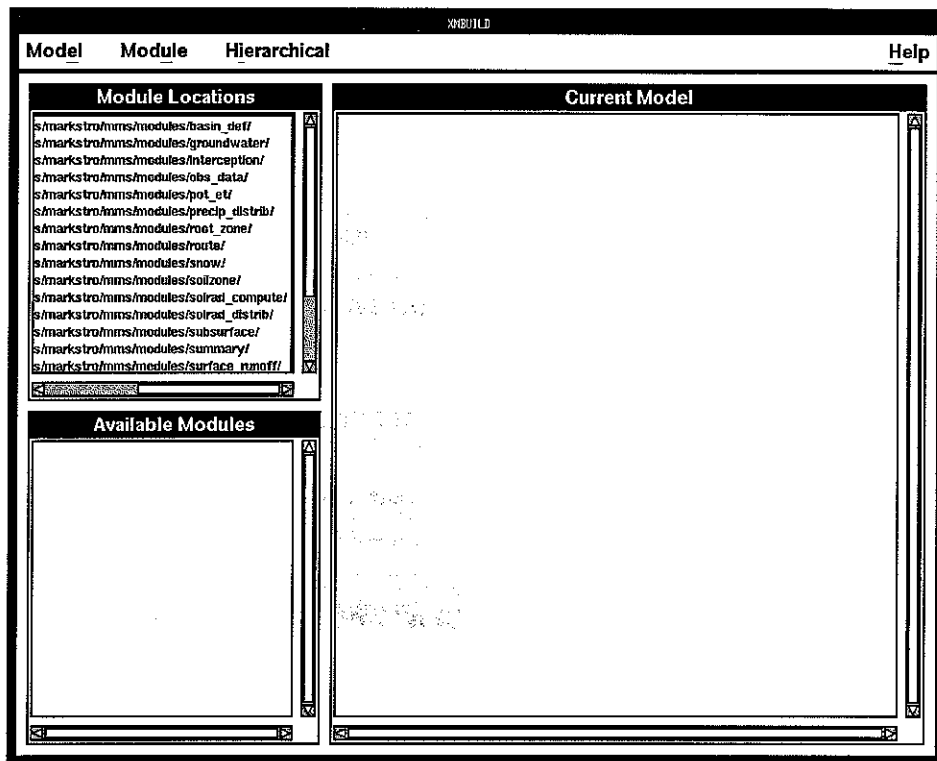 XMBUILD
Model Module Hierarchical Help
Module Locations
s/markstro/mms/modules/basin_def/
s/markstro/mms/modules/groundwater/
s/markstro/mms/modules/interception/
s/markstro/mms/modules/obs_data/
s/markstro/mms/modules/pot_et/
s/markstro/mms/modules/precip_distrib/
s/markstro/mms/modules/root_zone/
s/markstro/mms/modules/route/
s/markstro/mms/modules/snow/
s/markstro/mms/modules/soilzone/
s/markstro/mms/modules/solrad_compute/
s/markstro/mms/modules/solrad_distrib/
s/markstro/mms/modules/subsurface/
s/markstro/mms/modules/summary/
s/markstro/mms/modules/surface_runoff/
Available Modules
Current Model